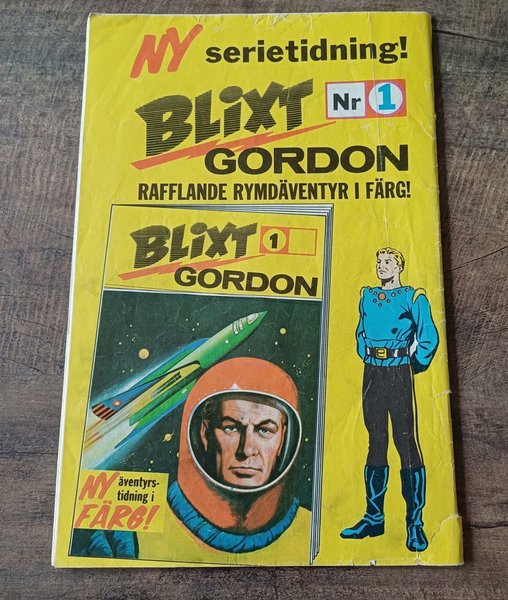 NY serietidning!
BLIXT Nr 1
GORDON
RAFFLANDE RYMDÄVENTYR I FÄRG!
BLIXT 1
GORDON
NY äventyrs-
tidning i
FÄRG!